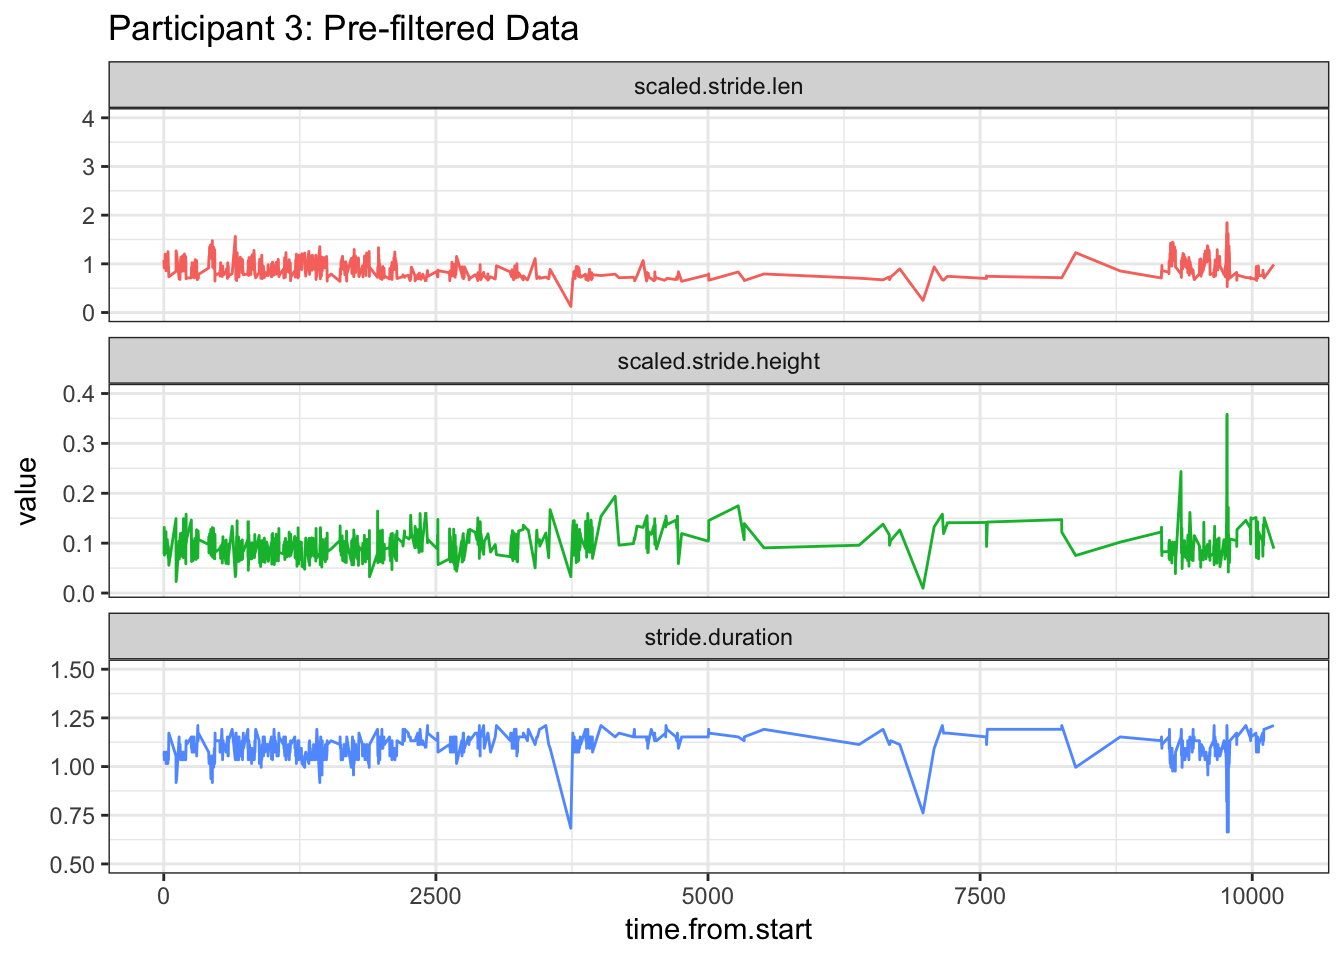 Participant 3: Pre-filtered Data
scaled.stride.len
4
3
2
1
0
scaled.stride.height
0.4
0.3
0.2
0.1
0.0
value
stride.duration
1.50
1.25
1.00
0.75
0.50
0 2500 5000 7500 10000
time.from.start